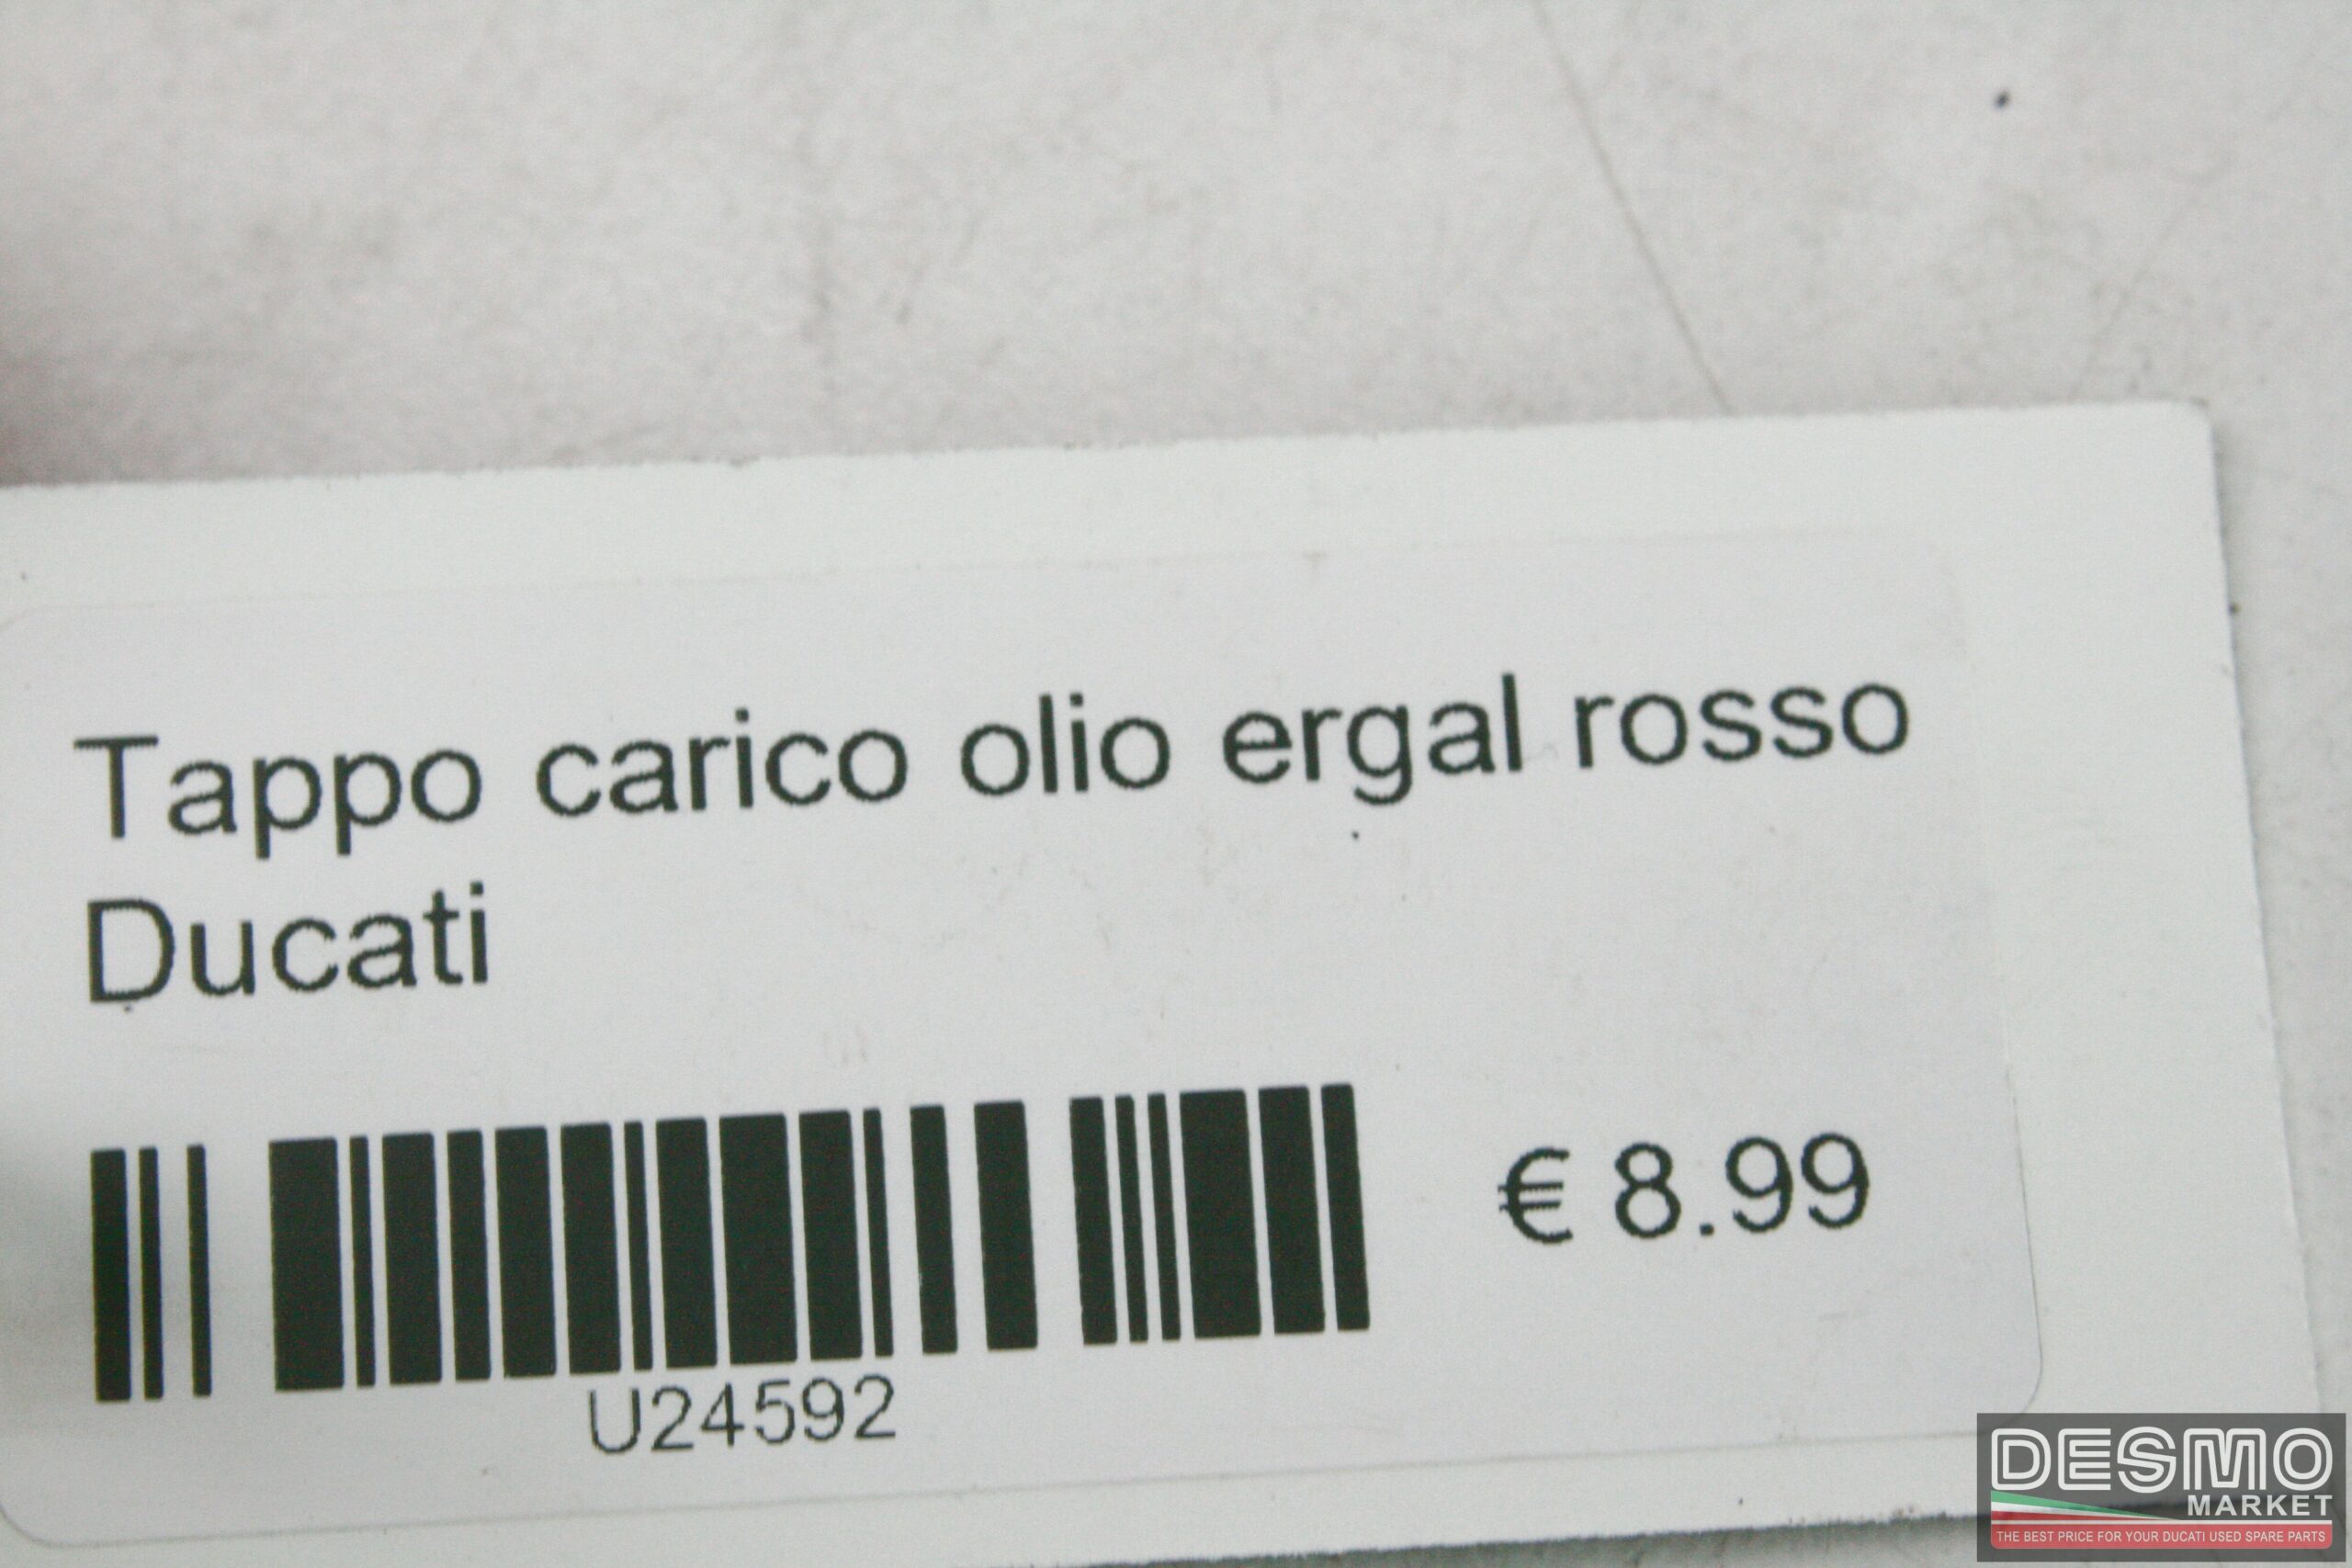 Tappo carico olio ergal rosso
Ducati
€ 8.99
U24592
DESMO
MARKET
THE BEST PRICE FOR YOUR DUCATI USED SPARE PARTS